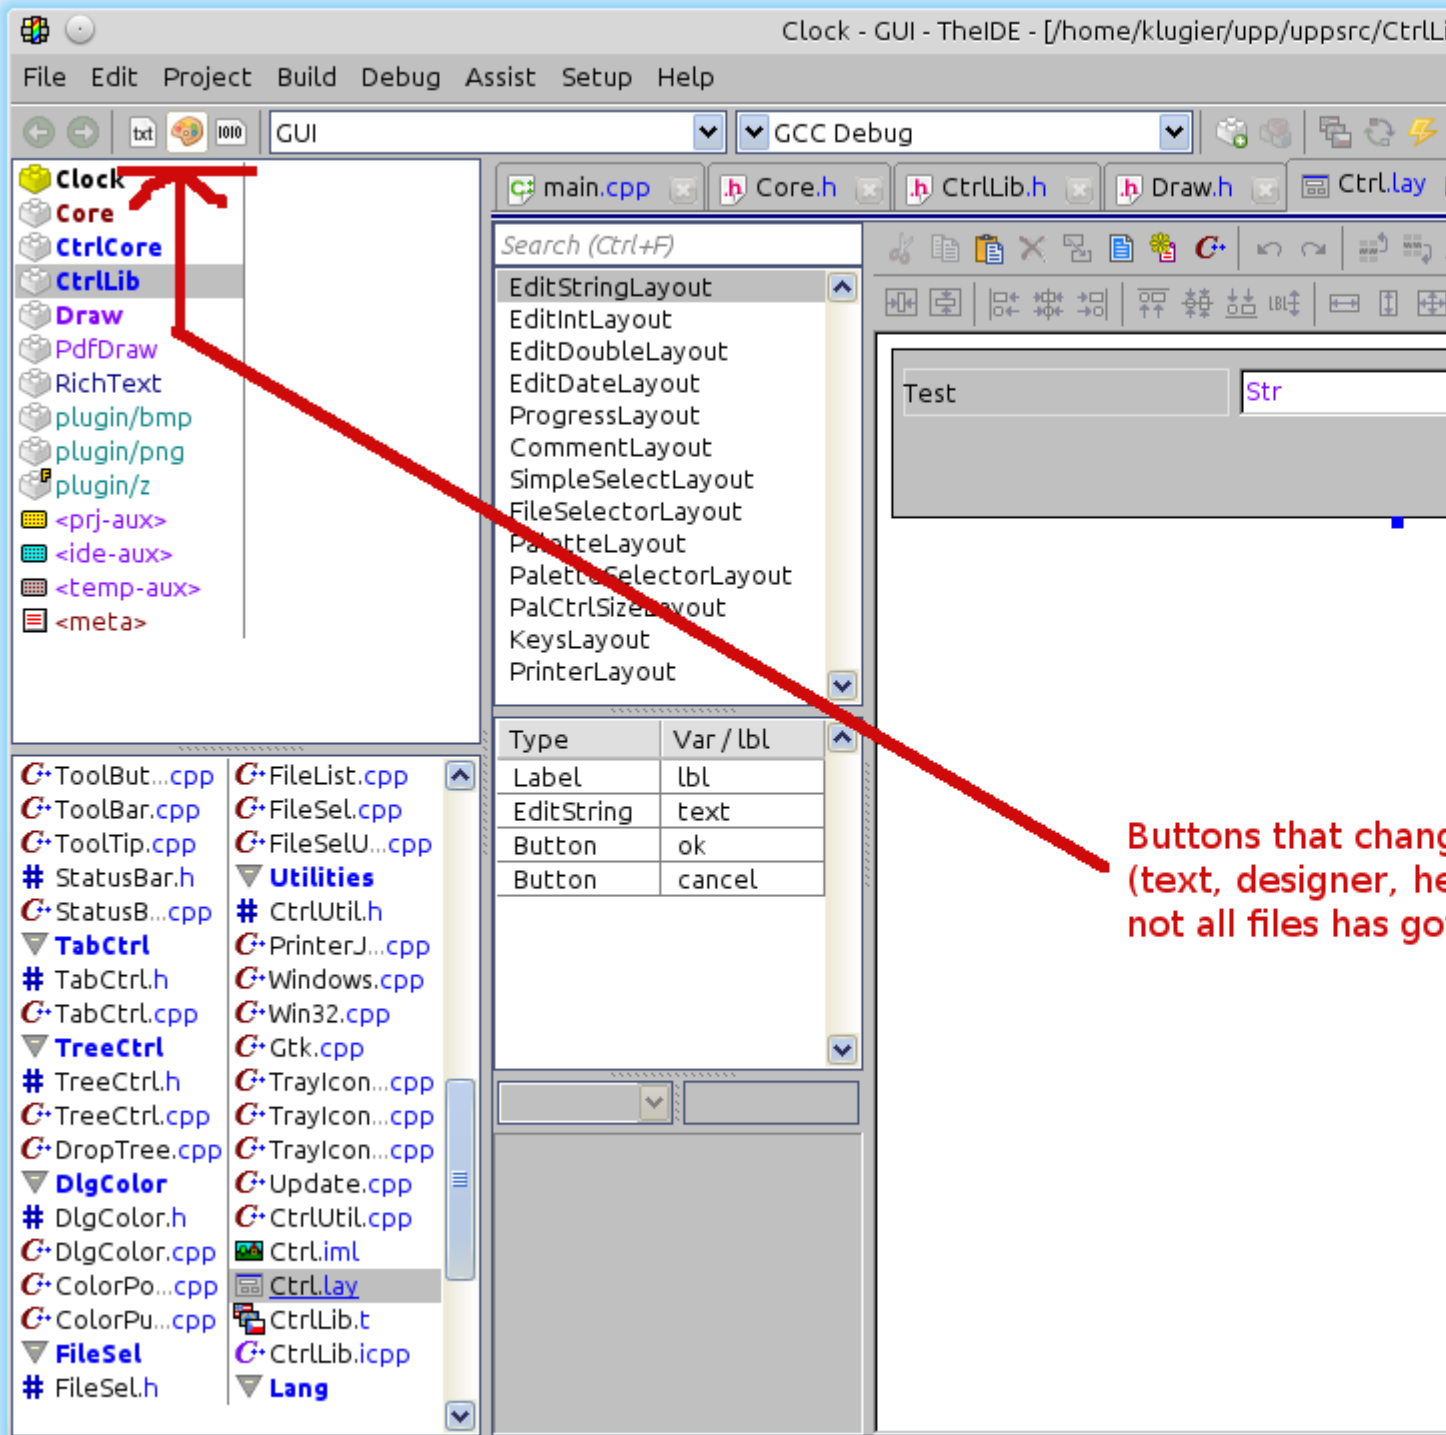 Clock - GUI - TheIDE - [/home/klugier/upp/uppsrc/CtrlLi
File Edit Project Build Debug Assist Setup Help
txt 1010 GUI GCC Debug
Clock
Core
CtrlCore
CtrlLib
Draw
PdfDraw
RichText
plugin/bmp
plugin/png
plugin/z
<prj-aux>
<ide-aux>
<temp-aux>
<meta>
main.cpp .h Core.h .h CtrlLib.h .h Draw.h Ctrl.lay
Search (Ctrl+F)
LBL
EditStringLayout
EditIntLayout
EditDoubleLayout
EditDateLayout
ProgressLayout
CommentLayout
SimpleSelectLayout
FileSelectorLayout
PaletteLayout
PaletteSelectorLayout
PalCtrlSizeLayout
KeysLayout
PrinterLayout
Test Str
Type Var / lbl
Label lbl
EditString text
Button ok
Button cancel
ToolBut...cpp
ToolBar.cpp
ToolTip.cpp
# StatusBar.h
StatusB...cpp
TabCtrl
# TabCtrl.h
TabCtrl.cpp
TreeCtrl
# TreeCtrl.h
TreeCtrl.cpp
DropTree.cpp
DlgColor
# DlgColor.h
DlgColor.cpp
ColorPo...cpp
ColorPu...cpp
FileSel
# FileSel.h
FileList.cpp
FileSel.cpp
FileSelU...cpp
Utilities
# CtrlUtil.h
PrinterJ...cpp
Windows.cpp
Win32.cpp
Gtk.cpp
TrayIcon...cpp
TrayIcon...cpp
TrayIcon...cpp
Update.cpp
CtrlUtil.cpp
Ctrl.iml
Ctrl.lay
CtrlLib.t
CtrlLib.icpp
Lang
Buttons that chang
(text, designer, he
not all files has go